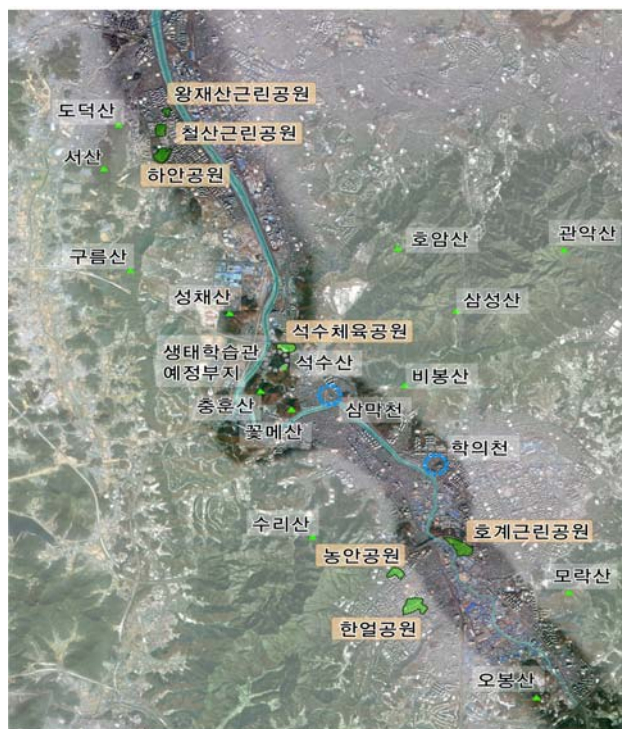 왕재산근린공원
도덕산
철산근린공원
서산
하안공원
호암산
관악산
구름산
성채산
삼성산
석수체육공원
생태학습관
예정부지
석수산
비봉산
충훈산
삼막천
꽃메산
학의천
수리산
호계근린공원
농안공원
모락산
한얼공원
오봉산